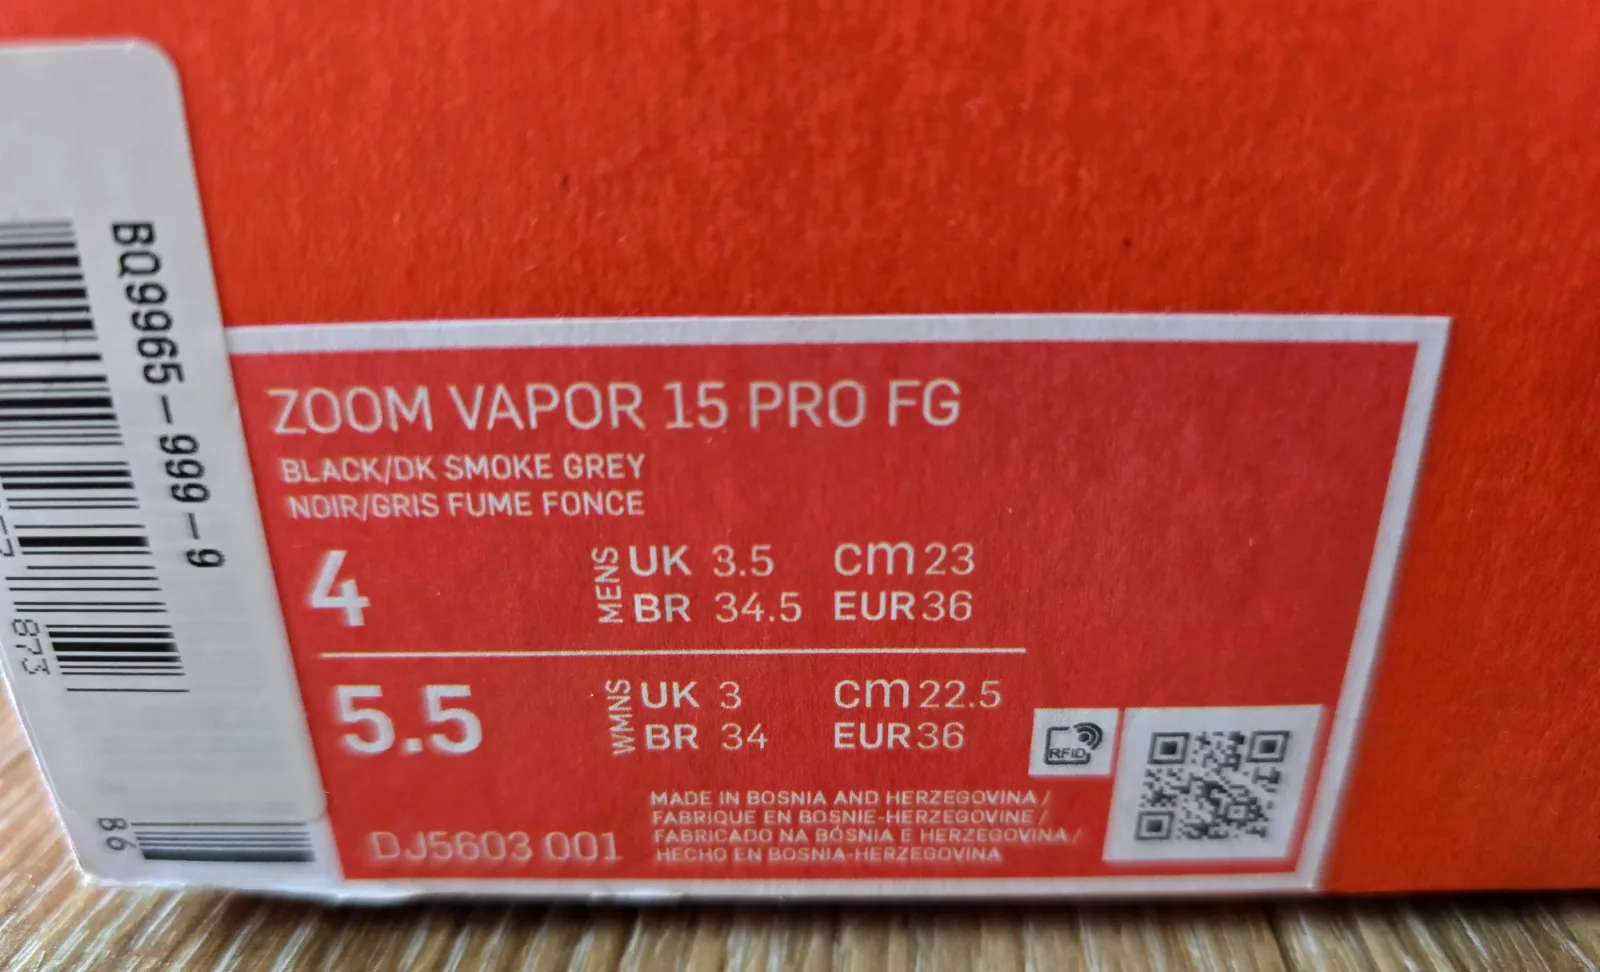 BQ9965-999-9
873
86
ZOOM VAPOR 15 PRO FG
BLACK/DK SMOKE GREY
NOIR/GRIS FUME FONCE
4 MENS UK 3.5 cm 23
BR 34.5 EUR 36
5.5 WMNS UK 3 cm 22.5
BR 34 EUR 36
RFID
DJ5603 001
MADE IN BOSNIA AND HERZEGOVINA /
FABRIQUE EN BOSNIE-HERZEGOVINE /
FABRICADO NA BÓSNIA E HERZEGOVINA /
HECHO EN BOSNIA-HERZEGOVINA